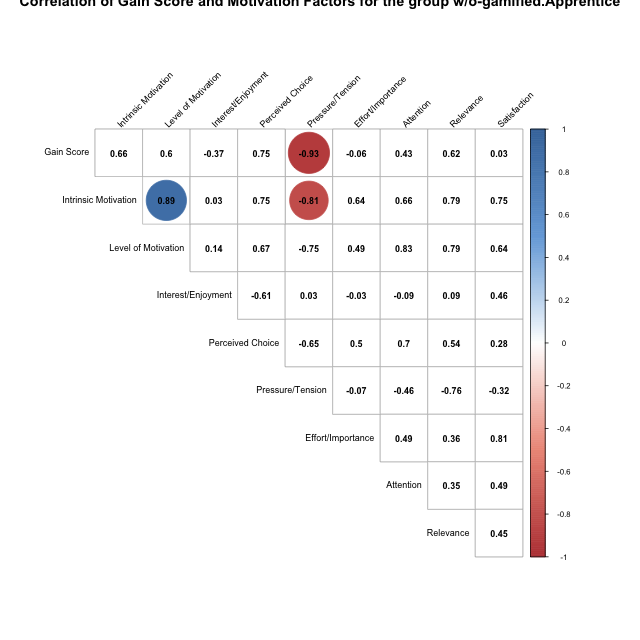 Correlation of Gain Score and Motivation Factors for the group w/o-gamified.Apprentice
Intrinsic Motivation
Level of Motivation
Interest/Enjoyment
Perceived Choice
Pressure/Tension
Effort/Importance
Attention
Relevance
Satisfaction
Gain Score 0.66 0.6 -0.37 0.75 -0.93 -0.06 0.43 0.62 0.03
Intrinsic Motivation 0.89 0.03 0.75 -0.81 0.64 0.66 0.79 0.75
Level of Motivation 0.14 0.67 -0.75 0.49 0.83 0.79 0.64
Interest/Enjoyment -0.61 0.03 -0.03 -0.09 0.09 0.46
Perceived Choice -0.65 0.5 0.7 0.54 0.28
Pressure/Tension -0.07 -0.46 -0.76 -0.32
Effort/Importance 0.49 0.36 0.81
Attention 0.35 0.49
Relevance 0.45
1
0.8
0.6
0.4
0.2
0
-0.2
-0.4
-0.6
-0.8
-1